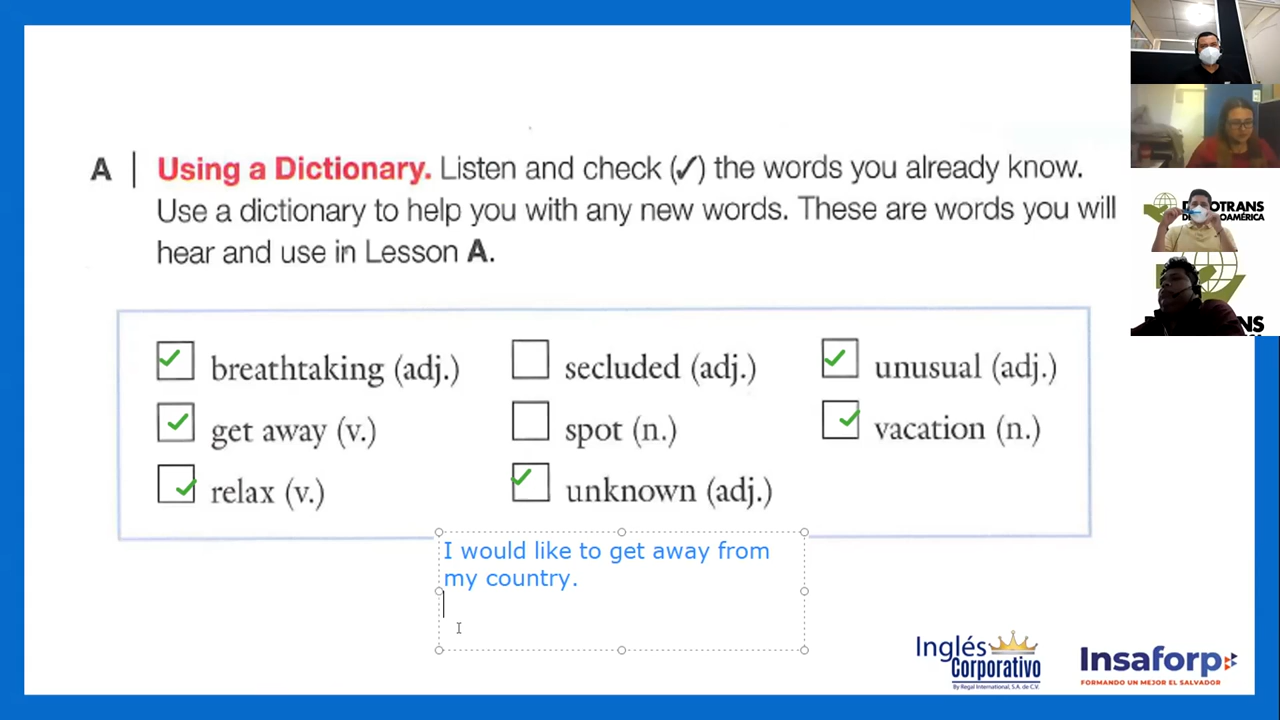 A | Using a Dictionary. Listen and check (✓) the words you already know.
Use a dictionary to help you with any new words. These are words you will
hear and use in Lesson A.
breathtaking (adj.)
secluded (adj.)
unusual (adj.)
get away (v.)
spot (n.)
vacation (n.)
relax (v.)
unknown (adj.)
I would like to get away from
my country.
Inglés
Corporativo
By Regal International, S.A. de C.V.
Insaforp
FORMANDO UN MEJOR EL SALVADOR